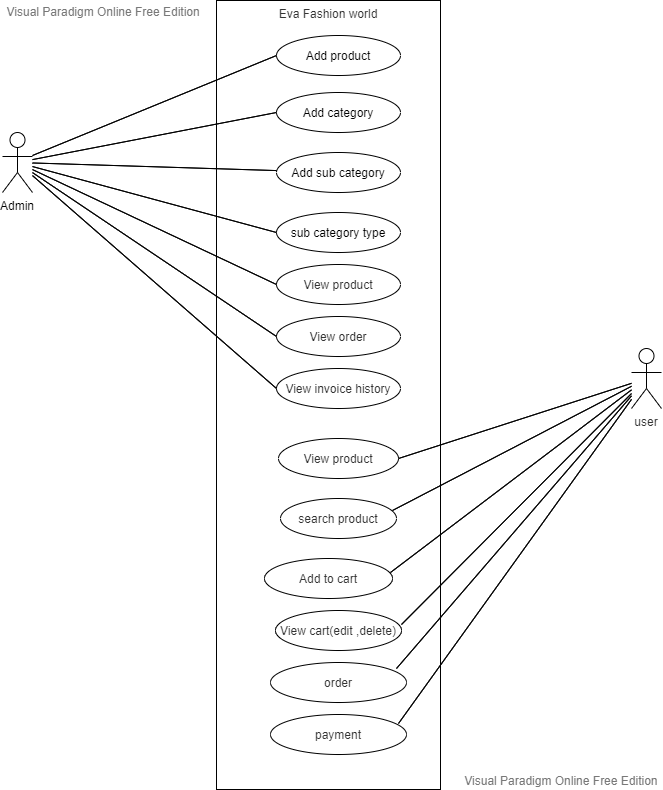 Visual Paradigm Online Free Edition
Eva Fashion world
Add product
Add category
Add sub category
Admin
sub category type
View product
View order
View invoice history
user
View product
search product
Add to cart
View cart(edit ,delete)
order
payment
Visual Paradigm Online Free Edition